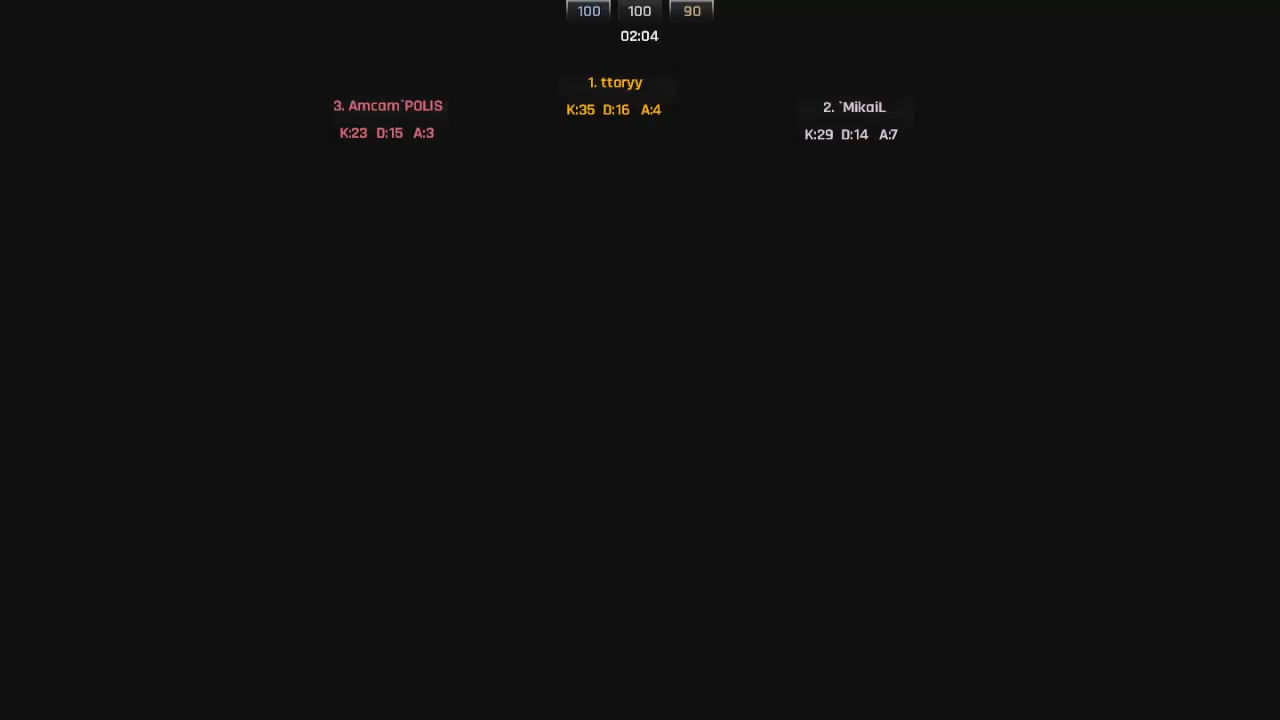 100 100 90
02:04
1. ttoryy
K:35 D:16 A:4
3. Amcam`POLIS
K:23 D:15 A:3
2. `MikaiL
K:29 D:14 A:7